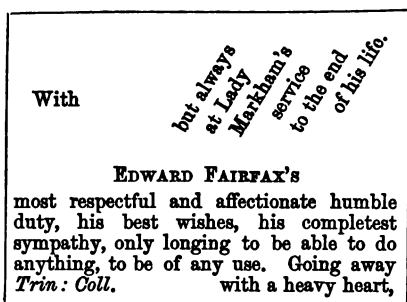 With
but always
at Lady
Markham's
service
to the end
of his lifo.
EDWARD FAIRFAX'S
most respectful and affectionate humble
duty, his best wishes, his completest
sympathy, only longing to be able to do
anything, to be of any use. Going away
Trin: Coll. with a heavy heart,